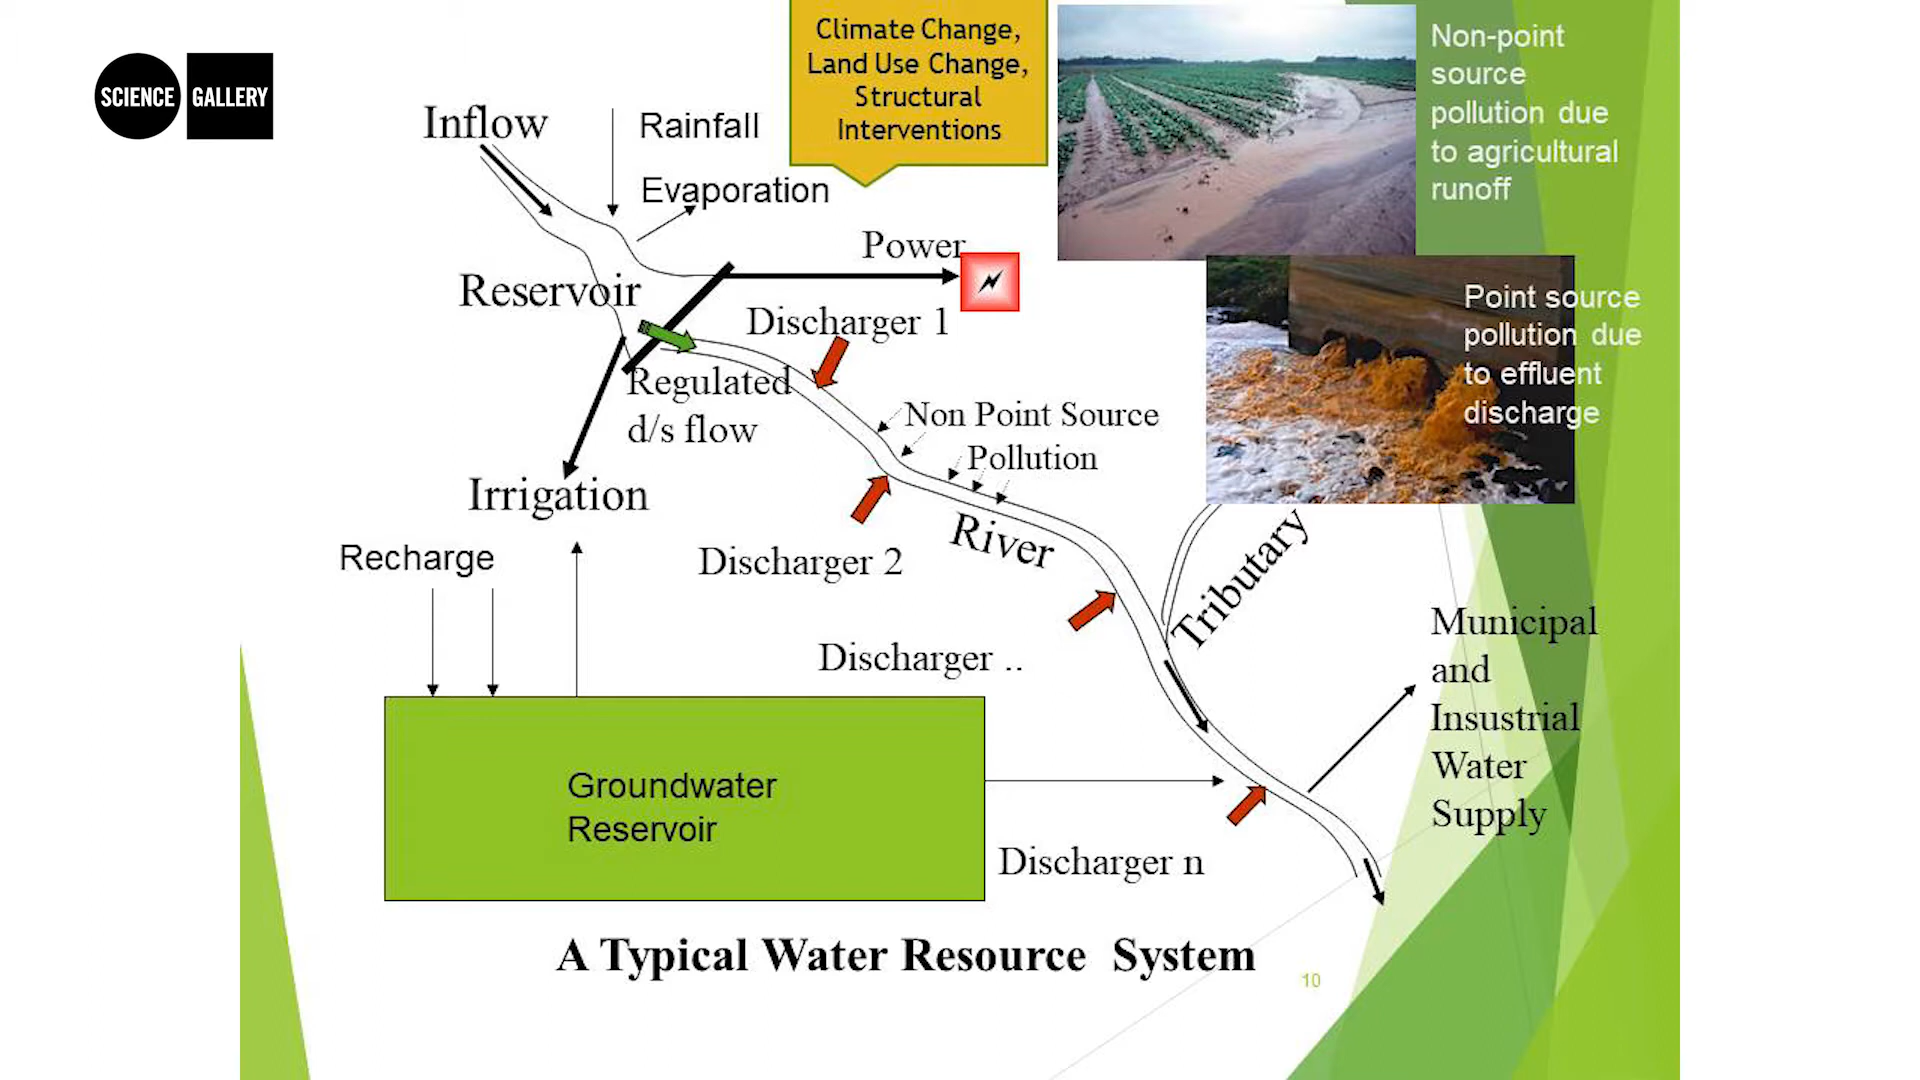 SCIENCE GALLERY
Climate Change,
Land Use Change,
Structural
Interventions
Non-point
source
pollution due
to agricultural
runoff
Inflow
Rainfall
Evaporation
Power
Reservoir
Discharger 1
Point source
pollution due
to effluent
discharge
Regulated
d/s flow
Non Point Source
Pollution
Irrigation
River
Tributary
Recharge
Discharger 2
Discharger ..
Municipal
and
Insustrial
Water
Supply
Groundwater
Reservoir
Discharger n
A Typical Water Resource System
10